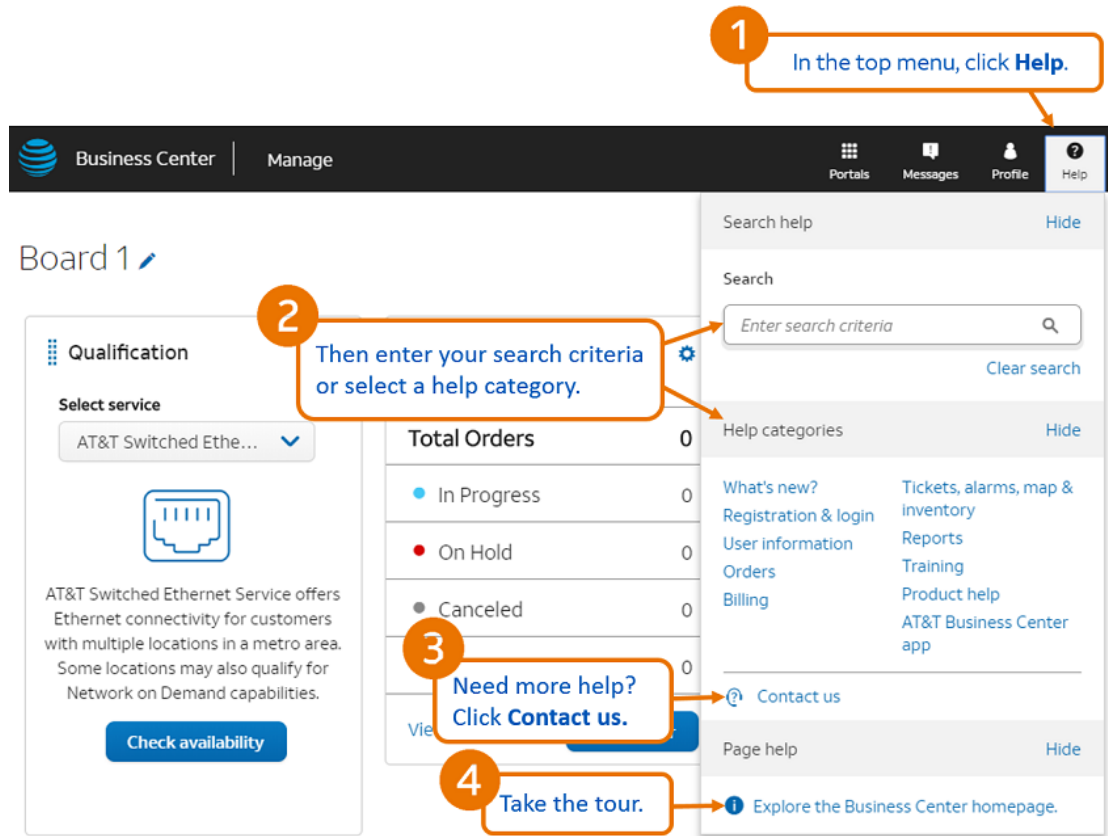 1
In the top menu, click Help.
Business Center
Manage
Portals
Messages
Profile
Help
Board 1
Search help
Hide
Search
Enter search criteria
Clear search
2
Then enter your search criteria
or select a help category.
Qualification
Select service
AT&T Switched Ethe...
AT&T Switched Ethernet Service offers
Ethernet connectivity for customers
with multiple locations in a metro area.
Some locations may also qualify for
Network on Demand capabilities.
Check availability
Total Orders 0
In Progress 0
On Hold 0
Canceled 0
0
Help categories
Hide
What's new?
Registration & login
User information
Orders
Billing
Tickets, alarms, map &
inventory
Reports
Training
Product help
AT&T Business Center
app
3
Need more help?
Click Contact us.
Contact us
Page help
Hide
4
Take the tour.
Explore the Business Center homepage.